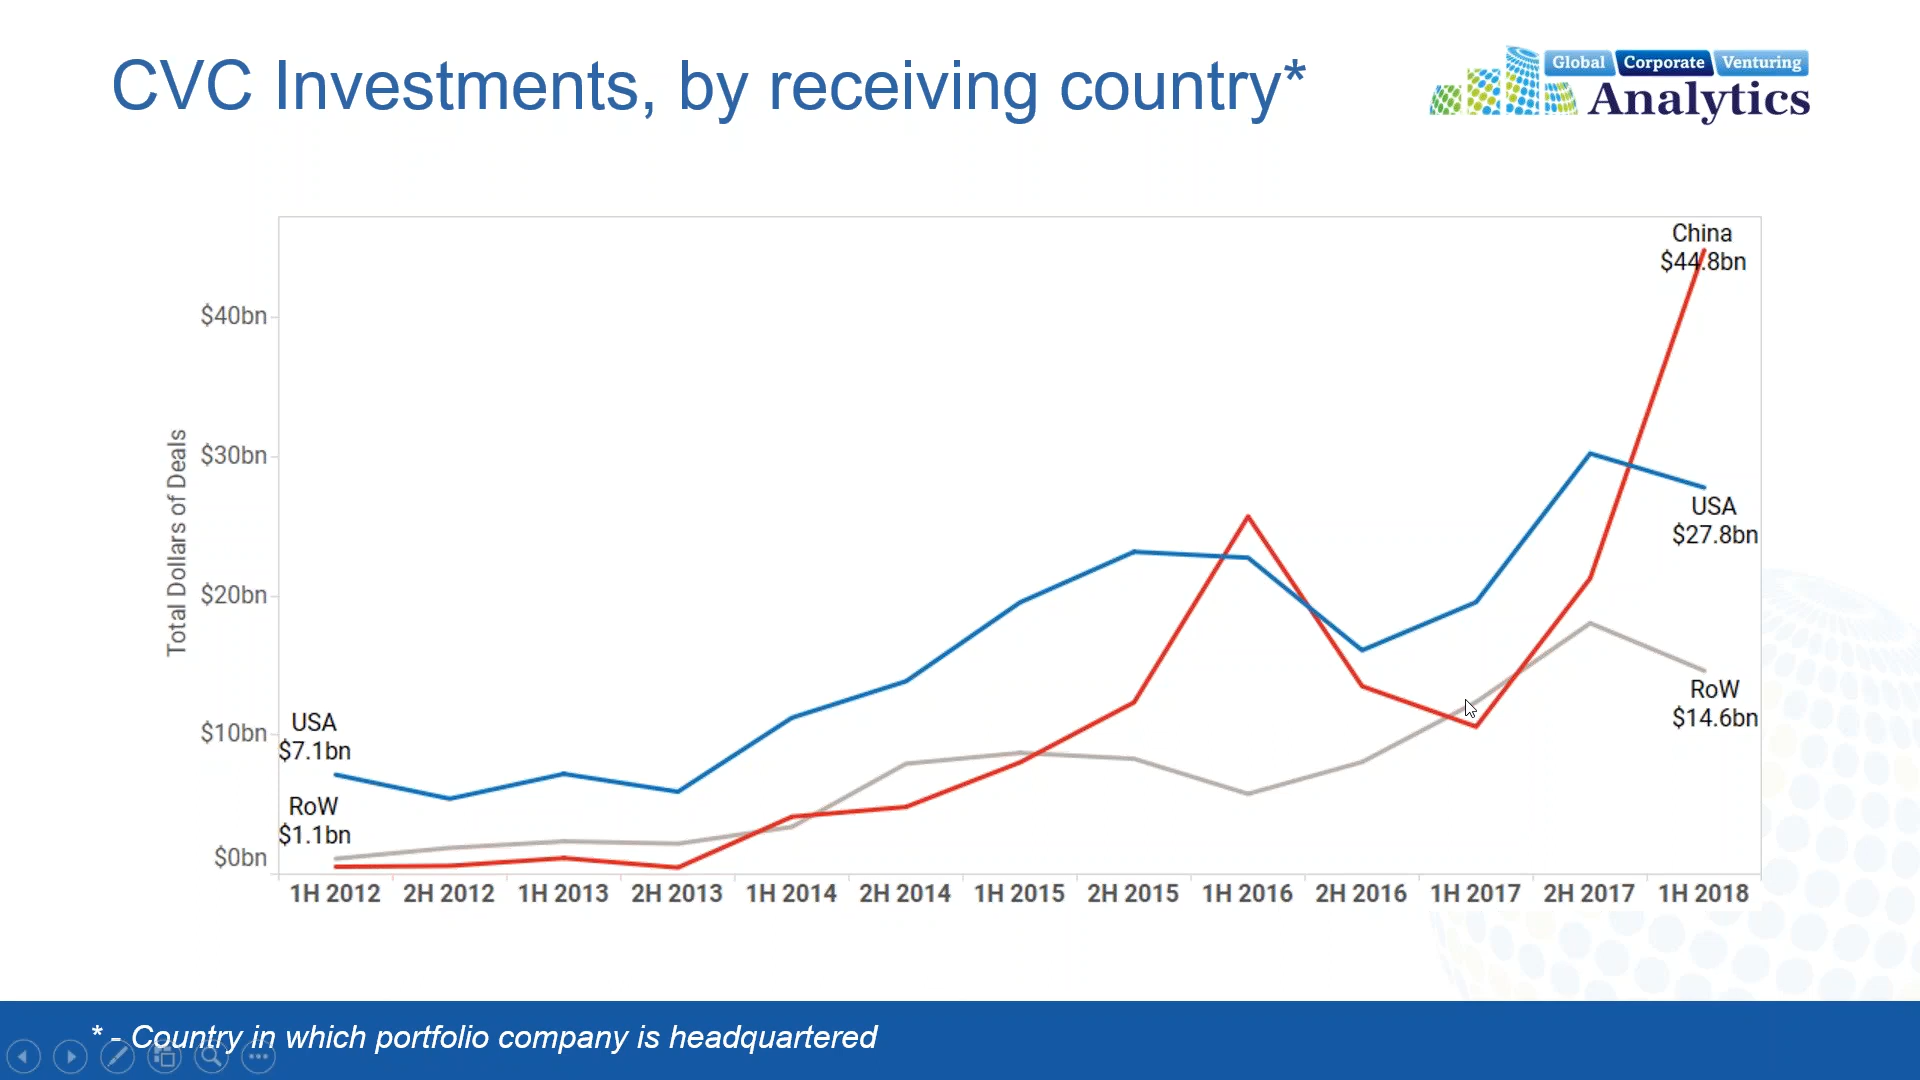 CVC Investments, by receiving country*
Global Corporate Venturing
Analytics
Total Dollars of Deals
$40bn
$30bn
$20bn
$10bn
$0bn
China
$44.8bn
USA
$27.8bn
RoW
$14.6bn
USA
$7.1bn
RoW
$1.1bn
1H 2012 2H 2012 1H 2013 2H 2013 1H 2014 2H 2014 1H 2015 2H 2015 1H 2016 2H 2016 1H 2017 2H 2017 1H 2018
* - Country in which portfolio company is headquartered